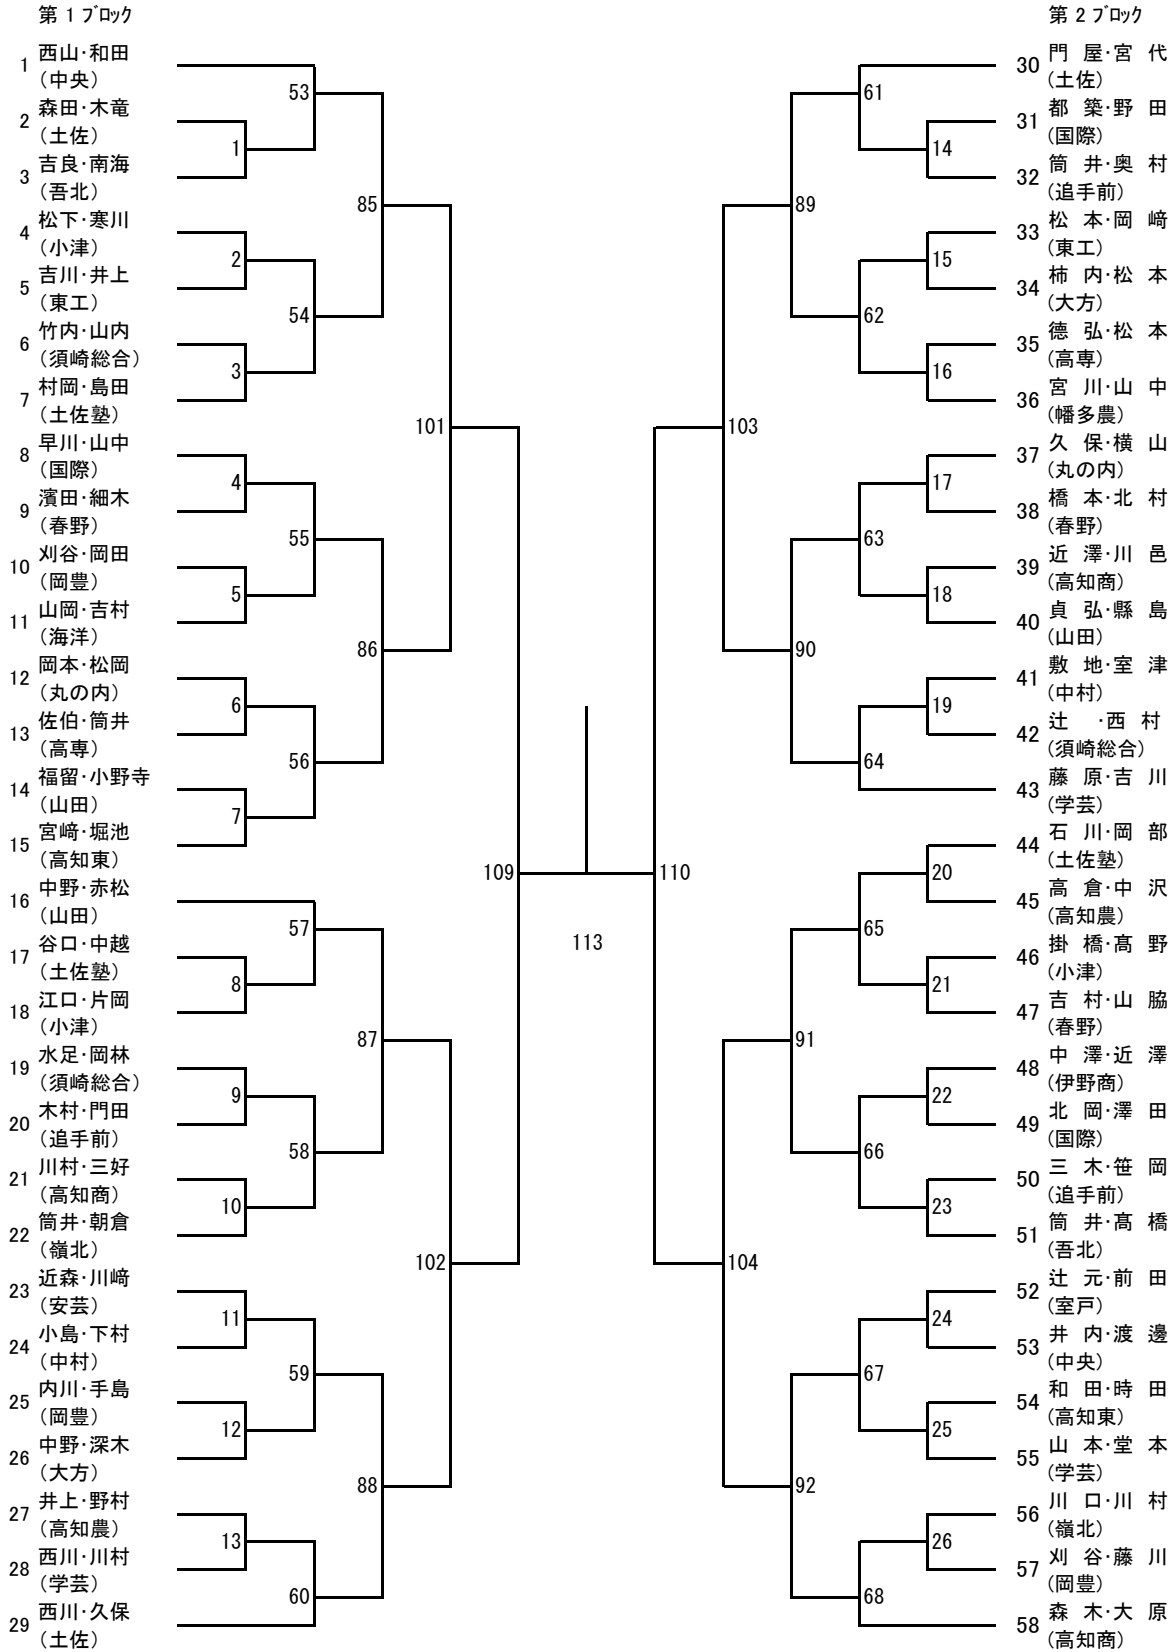 第１ブロック
1 西山・和田
(中央)
2 森田・木竜
(土佐)
3 吉良・南海
(吾北)
4 松下・寒川
(小津)
5 吉川・井上
(東工)
6 竹内・山内
(須崎総合)
7 村岡・島田
(土佐塾)
8 早川・山中
(国際)
9 濱田・細木
(春野)
10 刈谷・岡田
(岡豊)
11 山岡・吉村
(海洋)
12 岡本・松岡
(丸の内)
13 佐伯・筒井
(高専)
14 福留・小野寺
(山田)
15 宮﨑・堀池
(高知東)
16 中野・赤松
(山田)
17 谷口・中越
(土佐塾)
18 江口・片岡
(小津)
19 水足・岡林
(須崎総合)
20 木村・門田
(追手前)
21 川村・三好
(高知商)
22 筒井・朝倉
(嶺北)
23 近森・川﨑
(安芸)
24 小島・下村
(中村)
25 内川・手島
(岡豊)
26 中野・深木
(大方)
27 井上・野村
(高知農)
28 西川・川村
(学芸)
29 西川・久保
(土佐)
1
2
3
4
5
6
7
8
9
10
11
12
13
53
54
55
56
57
58
59
60
85
86
87
88
101
102
109
113
110
103
104
89
90
91
92
61
62
63
64
65
66
67
68
14
15
16
17
18
19
20
21
22
23
24
25
26
第２ブロック
30 門 屋・宮 代
(土佐)
31 都 築・野 田
(国際)
32 筒 井・奥 村
(追手前)
33 松 本・岡 﨑
(東工)
34 柿 内・松 本
(大方)
35 德 弘・松 本
(高専)
36 宮 川・山 中
(幡多農)
37 久 保・横 山
(丸の内)
38 橋 本・北 村
(春野)
39 近 澤・川 邑
(高知商)
40 貞 弘・縣 島
(山田)
41 敷 地・室 津
(中村)
42 辻 ・西 村
(須崎総合)
43 藤 原・吉 川
(学芸)
44 石 川・岡 部
(土佐塾)
45 高 倉・中 沢
(高知農)
46 掛 橋・髙 野
(小津)
47 吉 村・山 脇
(春野)
48 中 澤・近 澤
(伊野商)
49 北 岡・澤 田
(国際)
50 三 木・笹 岡
(追手前)
51 筒 井・髙 橋
(吾北)
52 辻 元・前 田
(室戸)
53 井 内・渡 邊
(中央)
54 和 田・時 田
(高知東)
55 山 本・堂 本
(学芸)
56 川 口・川 村
(嶺北)
57 刈 谷・藤 川
(岡豊)
58 森 木・大 原
(高知商)